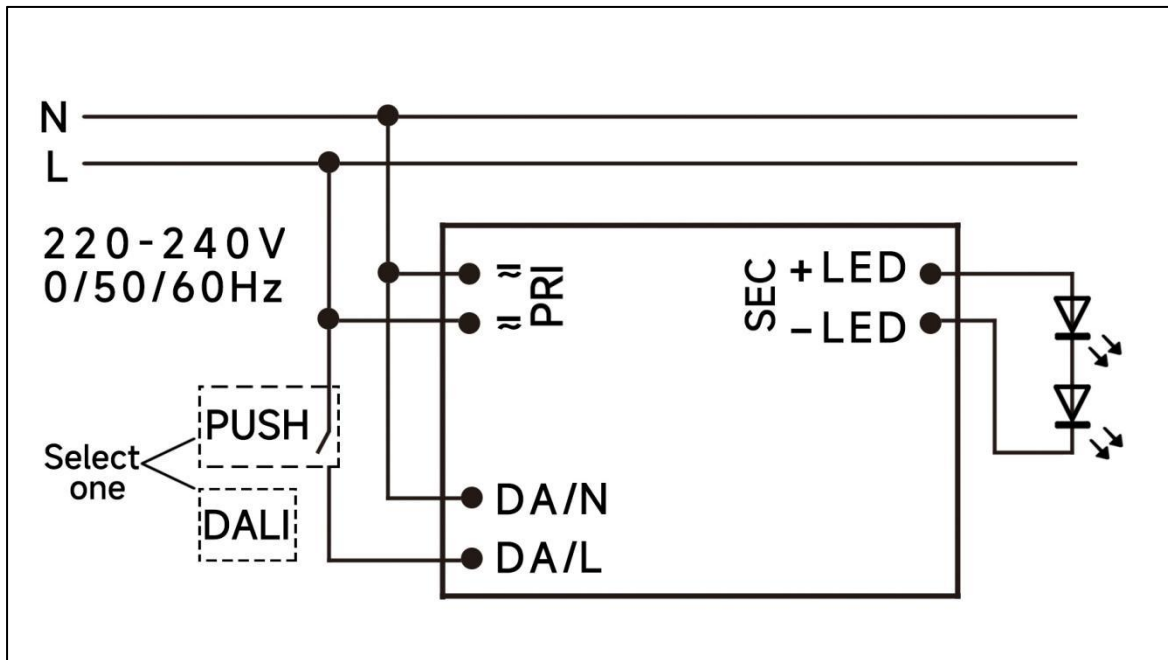 N
L
220-240V
0/50/60Hz
PRI
SEC
+LED
-LED
PUSH
Select
one
DALI
DA/N
DA/L